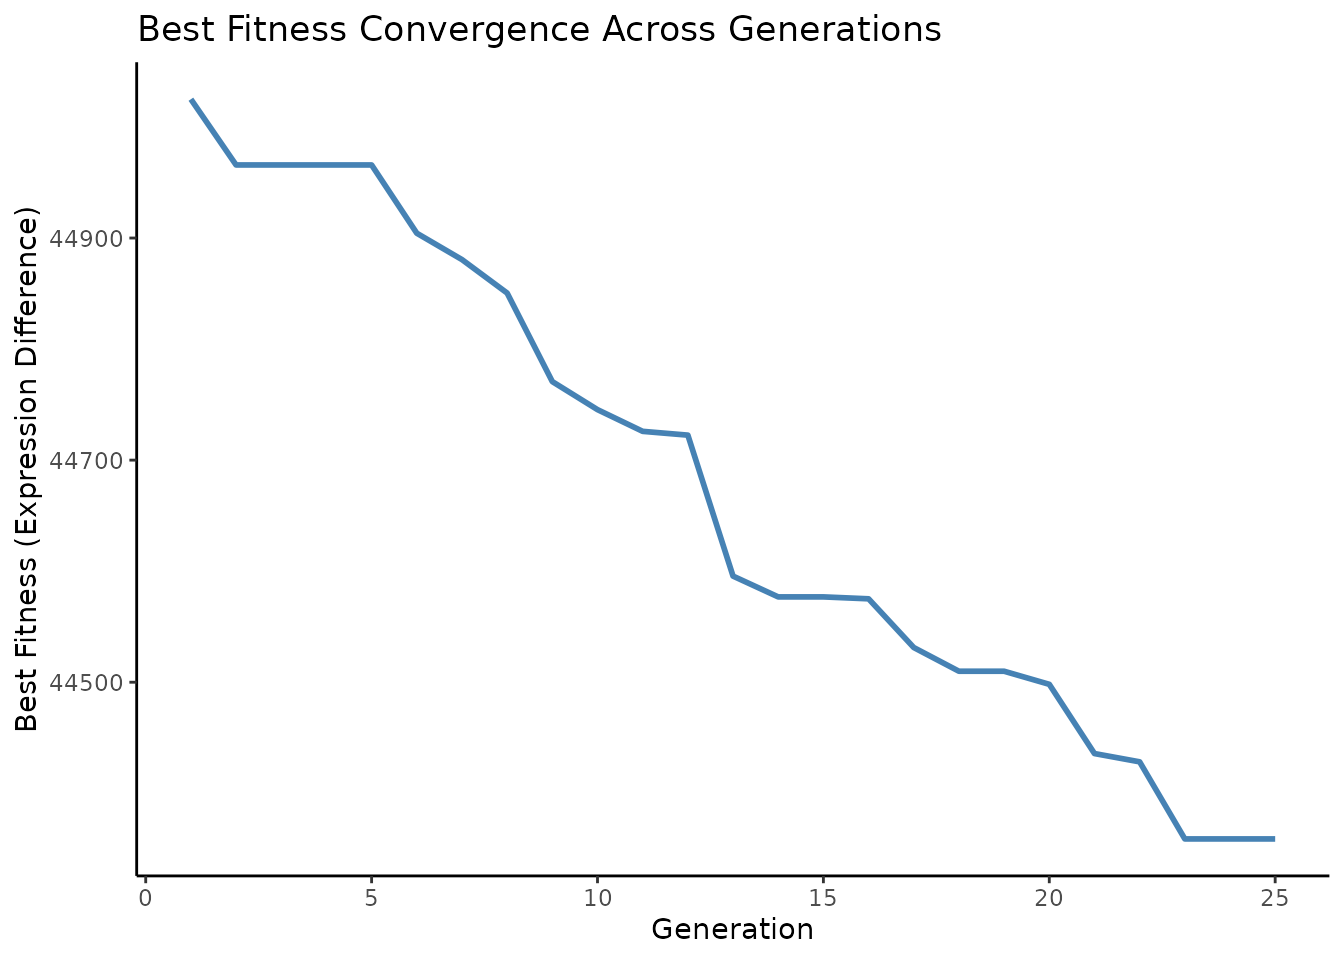 Best Fitness Convergence Across Generations
Best Fitness (Expression Difference)
44900
44700
44500
0 5 10 15 20 25
Generation